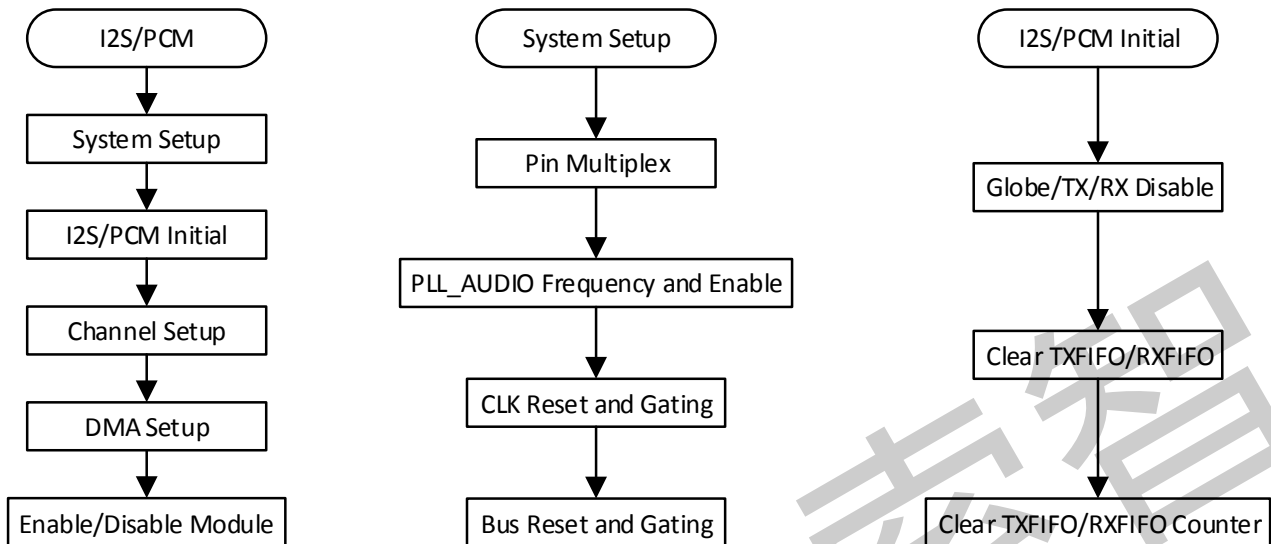 I2S/PCM
System Setup
I2S/PCM Initial
Channel Setup
DMA Setup
Enable/Disable Module
System Setup
Pin Multiplex
PLL_AUDIO Frequency and Enable
CLK Reset and Gating
Bus Reset and Gating
I2S/PCM Initial
Globe/TX/RX Disable
Clear TXFIFO/RXFIFO
Clear TXFIFO/RXFIFO Counter
索智